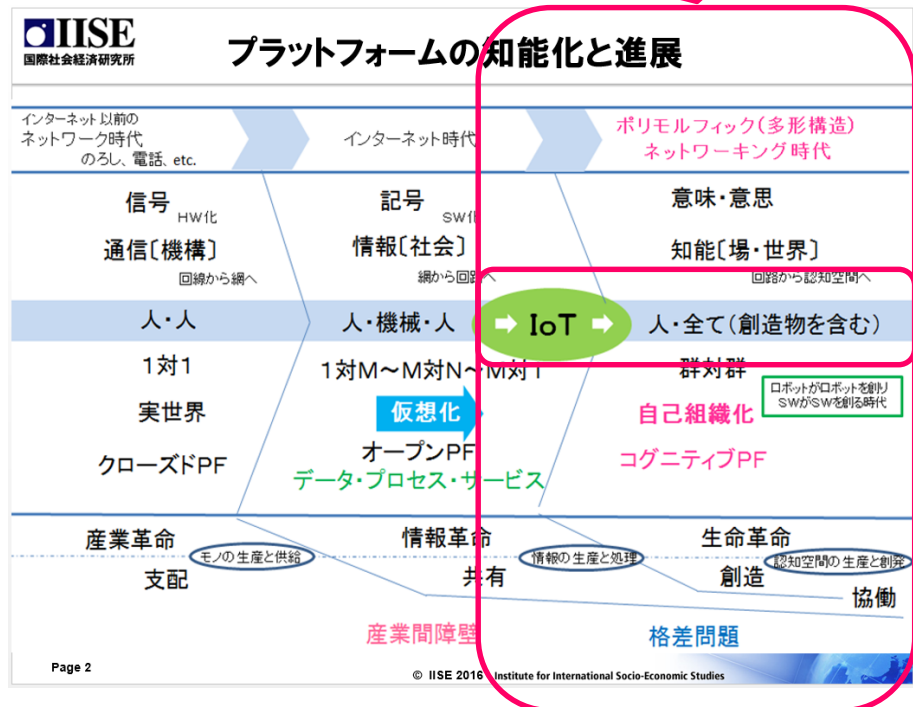 IISE
国際社会経済研究所
プラットフォームの知能化と進展
インターネット以前の
ネットワーク時代
のろし、電話、etc.
インターネット時代
ポリモルフィック(多形構造)
ネットワーキング時代
信号
HW化
記号
SW化
意味・意思
通信〔機構〕
情報〔社会〕
知能〔場・世界〕
回線から網へ
網から回路へ
回路から認知空間へ
人・人
人・機械・人
IoT
人・全て(創造物を含む)
1対1
1対M～M対N～M対1
群対群
ロボットがロボットを創り
SWがSWを創る時代
実世界
仮想化
自己組織化
クローズドPF
オープンPF
データ・プロセス・サービス
コグニティブPF
産業革命
情報革命
生命革命
モノの生産と供給
情報の生産と処理
認知空間の生産と創発
支配
共有
創造
協働
産業間障壁
格差問題
Page 2
© IISE 2016 Institute for International Socio-Economic Studies